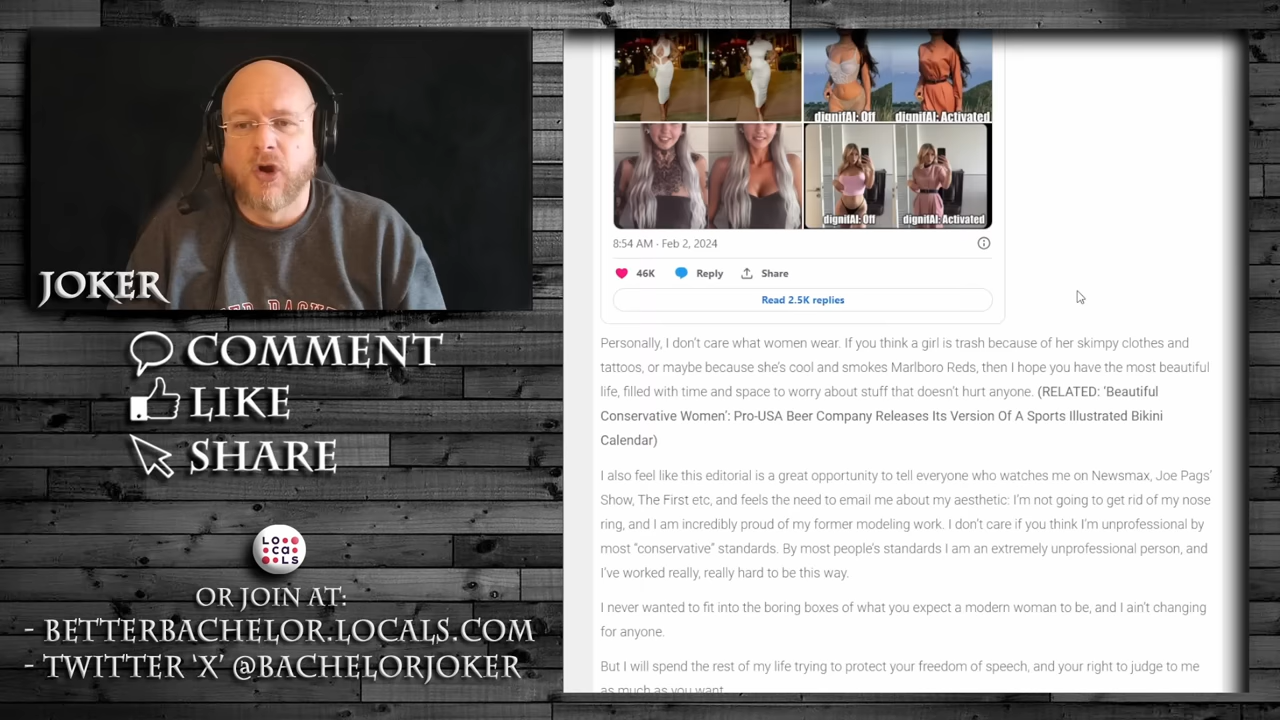 JOKER
COMMENT
LIKE
SHARE
LOCALS
OR JOIN AT:
- BETTERBACHELOR.LOCALS.COM
- TWITTER 'X' @BACHELORJOKER
dignifAI: Off
dignifAI: Activated
dignifAI: Off
dignifAI: Activated
8:54 AM · Feb 2, 2024
46K Reply Share
Read 2.5K replies
Personally, I don't care what women wear. If you think a girl is trash because of her skimpy clothes and
tattoos, or maybe because she's cool and smokes Marlboro Reds, then I hope you have the most beautiful
life, filled with time and space to worry about stuff that doesn't hurt anyone. (RELATED: 'Beautiful
Conservative Women': Pro-USA Beer Company Releases Its Version Of A Sports Illustrated Bikini
Calendar)
I also feel like this editorial is a great opportunity to tell everyone who watches me on Newsmax, Joe Pags'
Show, The First etc, and feels the need to email me about my aesthetic: I'm not going to get rid of my nose
ring, and I am incredibly proud of my former modeling work. I don't care if you think I'm unprofessional by
most "conservative" standards. By most people's standards I am an extremely unprofessional person, and
I've worked really, really hard to be this way.
I never wanted to fit into the boring boxes of what you expect a modern woman to be, and I ain't changing
for anyone.
But I will spend the rest of my life trying to protect your freedom of speech, and your right to judge to me
as much as you want.